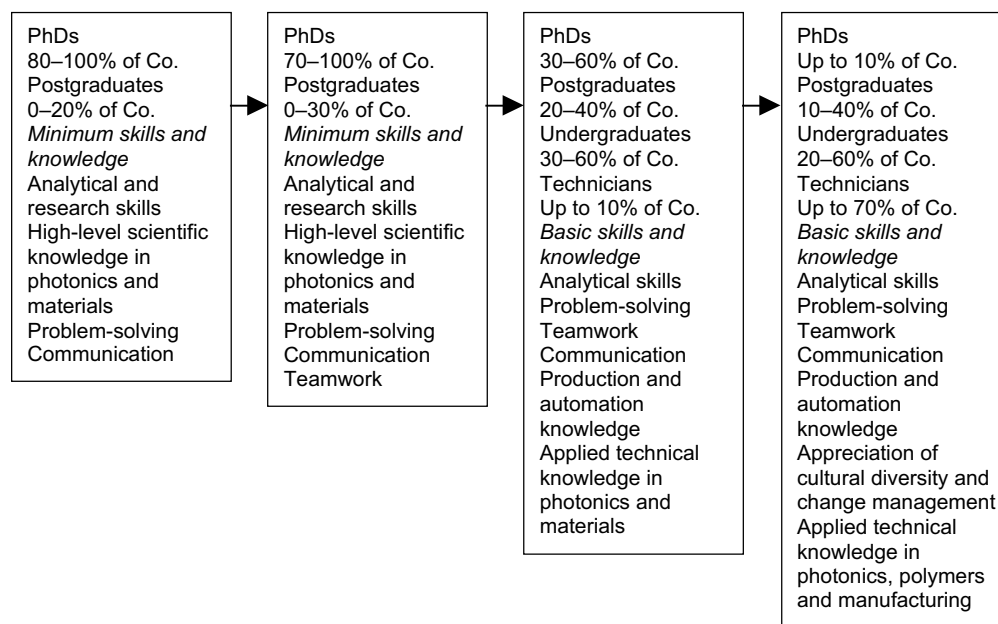 PhDs
80–100% of Co.
Postgraduates
0–20% of Co.
Minimum skills and
knowledge
Analytical and
research skills
High-level scientific
knowledge in
photonics and
materials
Problem-solving
Communication
PhDs
70–100% of Co.
Postgraduates
0–30% of Co.
Minimum skills and
knowledge
Analytical and
research skills
High-level scientific
knowledge in
photonics and
materials
Problem-solving
Communication
Teamwork
PhDs
30–60% of Co.
Postgraduates
20–40% of Co.
Undergraduates
30–60% of Co.
Technicians
Up to 10% of Co.
Basic skills and
knowledge
Analytical skills
Problem-solving
Teamwork
Communication
Production and
automation
knowledge
Applied technical
knowledge in
photonics and
materials
PhDs
Up to 10% of Co.
Postgraduates
10–40% of Co.
Undergraduates
20–60% of Co.
Technicians
Up to 70% of Co.
Basic skills and
knowledge
Analytical skills
Problem-solving
Teamwork
Communication
Production and
automation
knowledge
Appreciation of
cultural diversity and
change management
Applied technical
knowledge in
photonics, polymers
and manufacturing